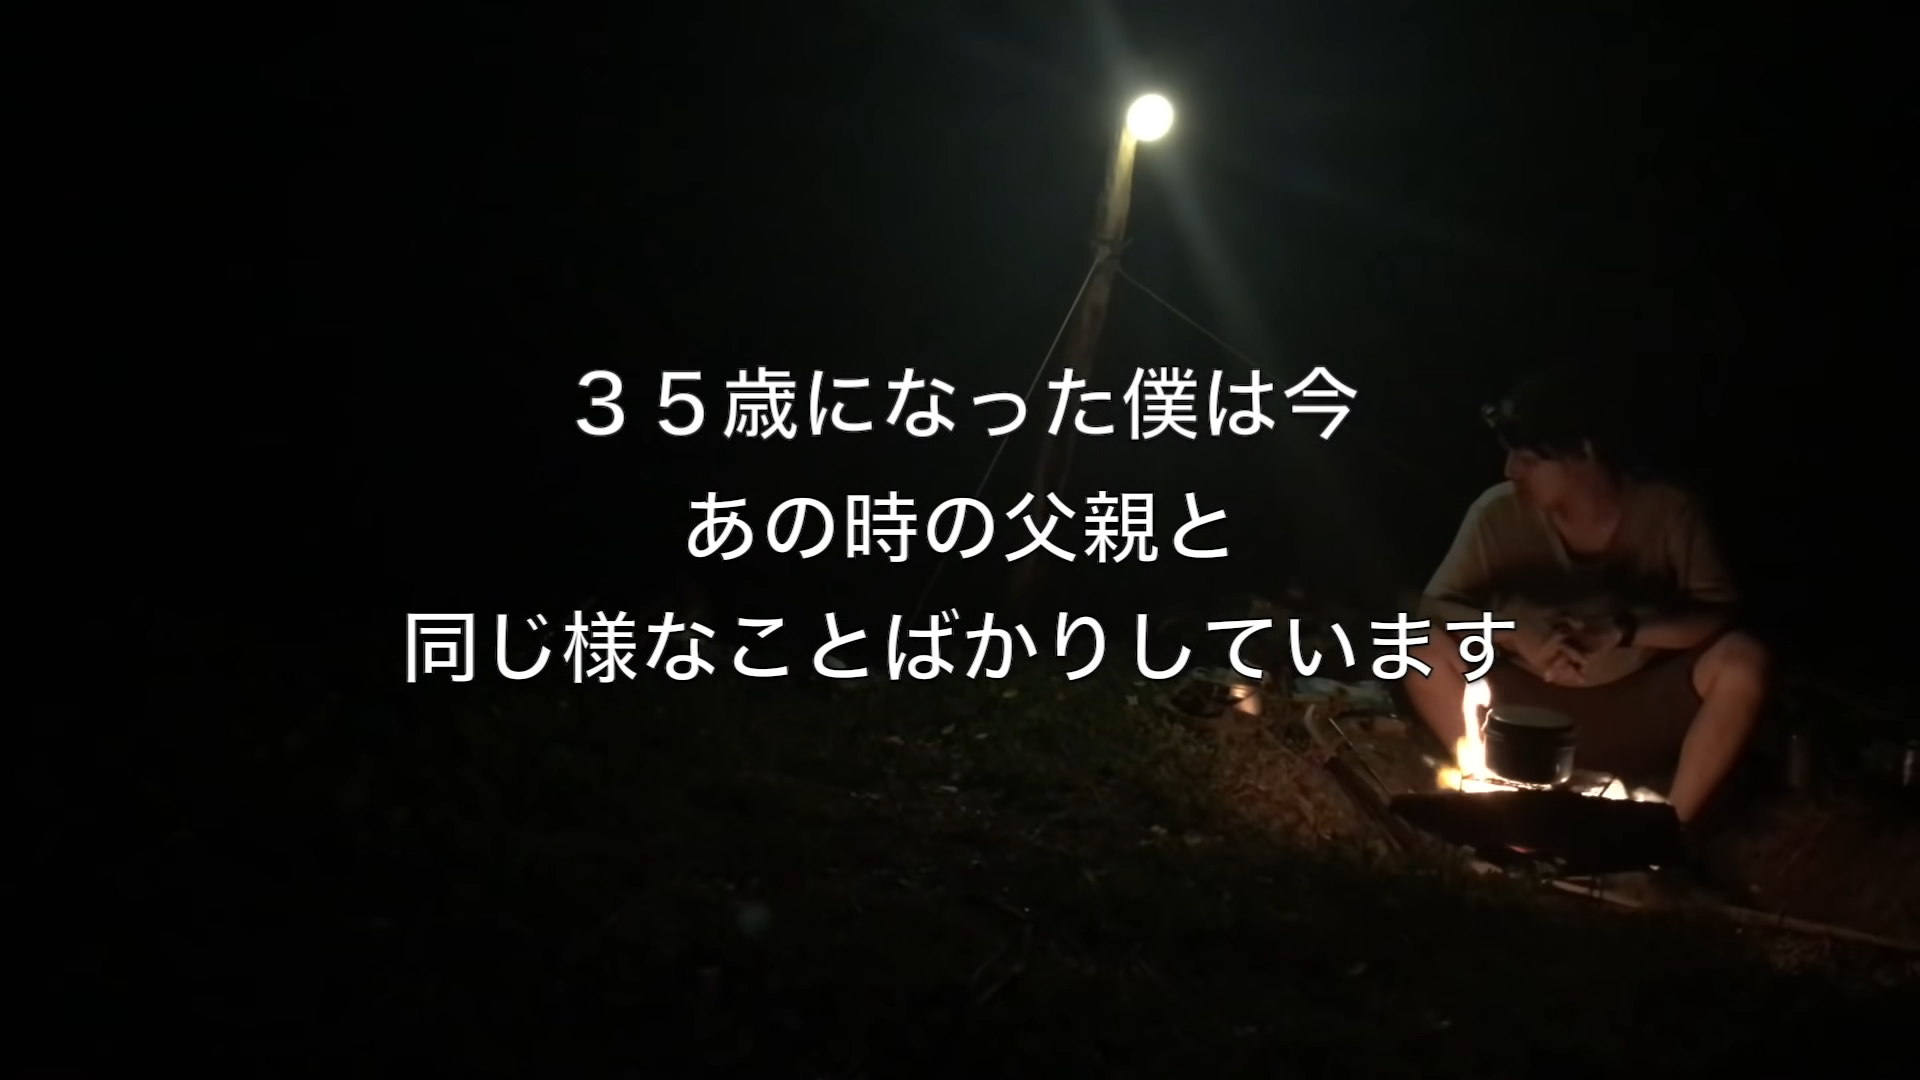 ３５歳になった僕は今
あの時の父親と
同じ様なことばかりしています